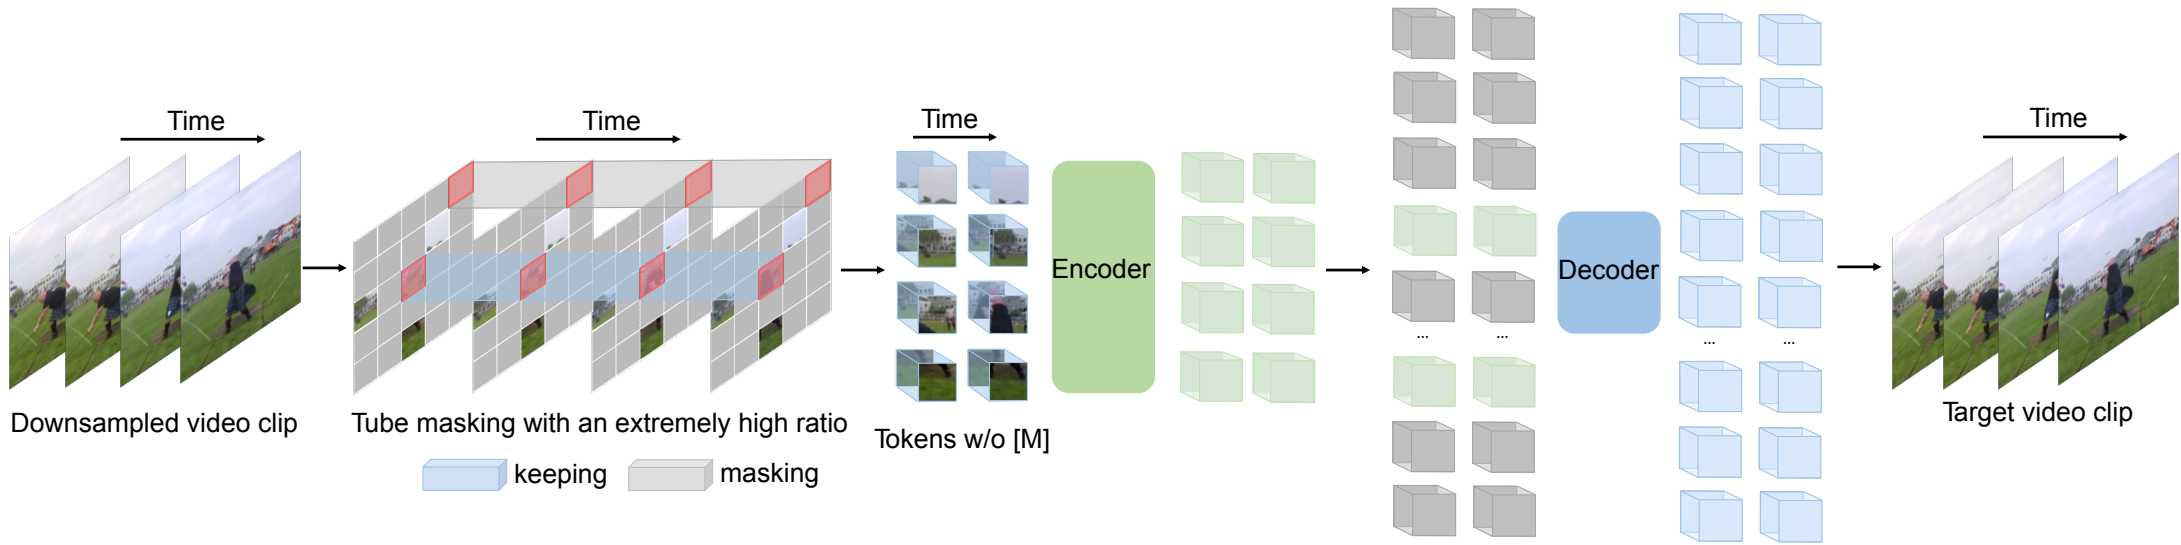 Time
Time
Time
Time
Encoder
Decoder
...
...
...
...
Downsampled video clip
Tube masking with an extremely high ratio
Tokens w/o [M]
Target video clip
keeping
masking